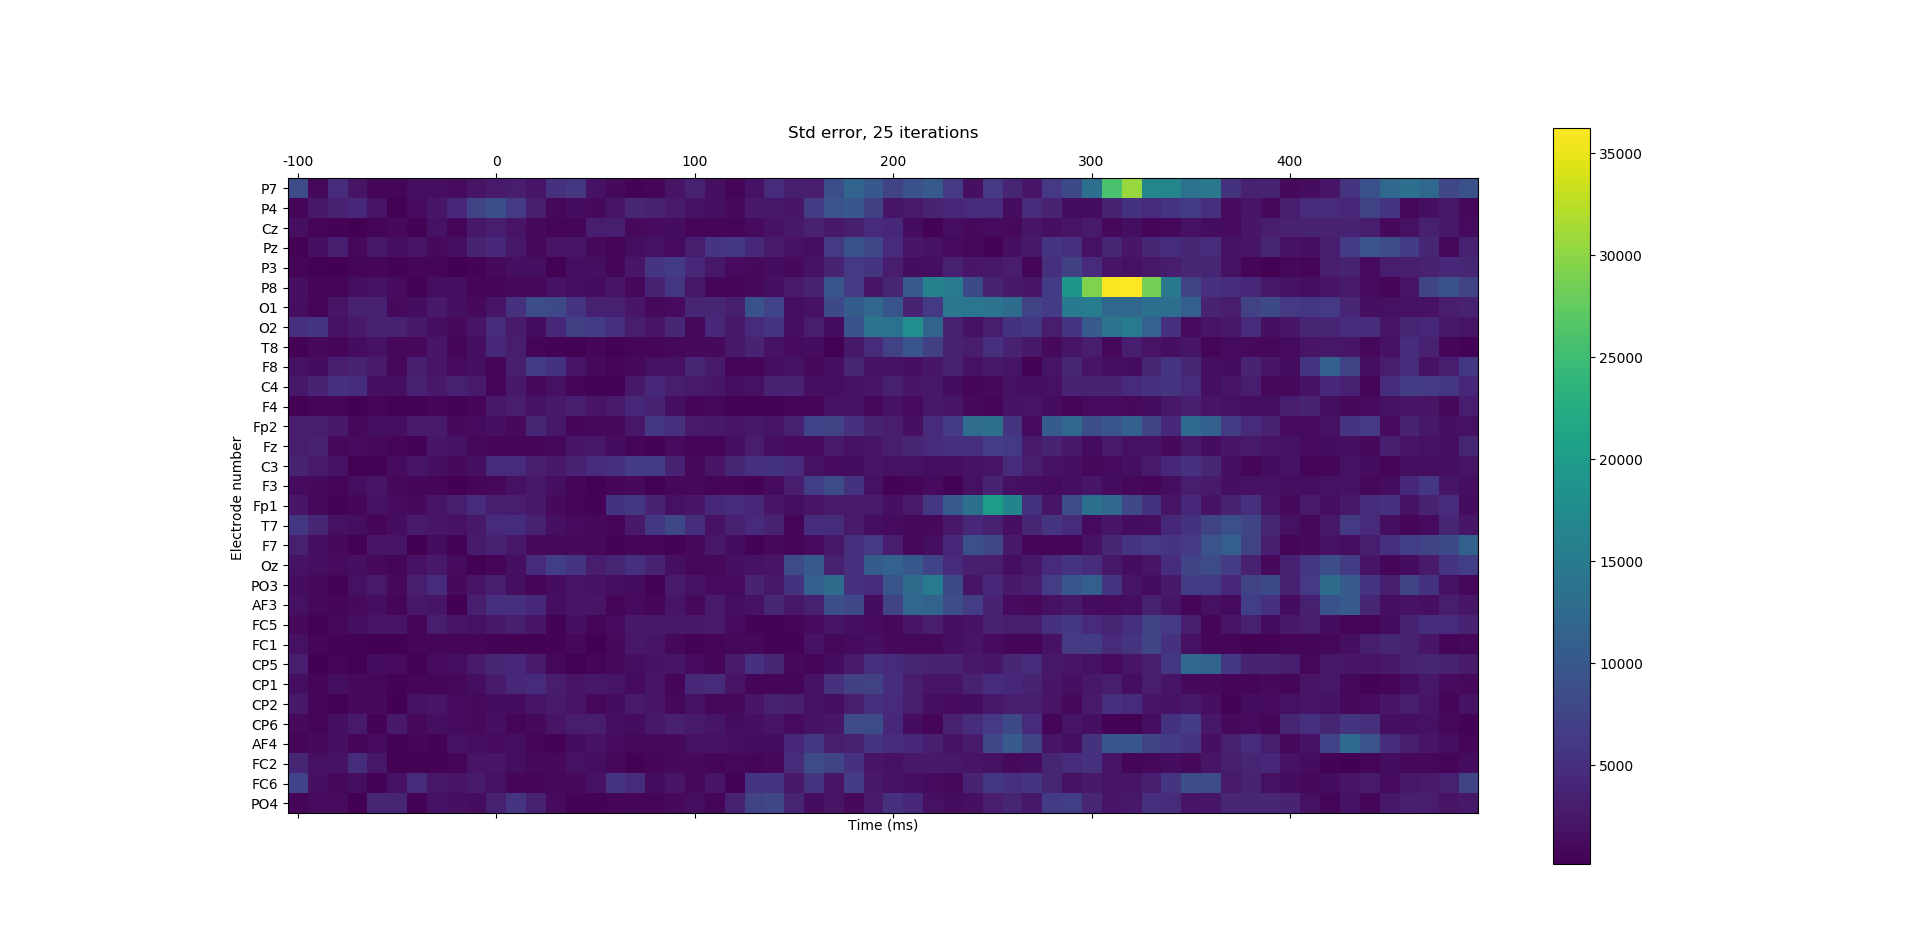 Std error, 25 iterations
-100 0 100 200 300 400
P7
P4
Cz
Pz
P3
P8
O1
O2
T8
F8
C4
F4
Fp2
Fz
C3
F3
Fp1
T7
F7
Oz
PO3
AF3
FC5
FC1
CP5
CP1
CP2
CP6
AF4
FC2
FC6
PO4
Electrode number
Time (ms)
35000
30000
25000
20000
15000
10000
5000